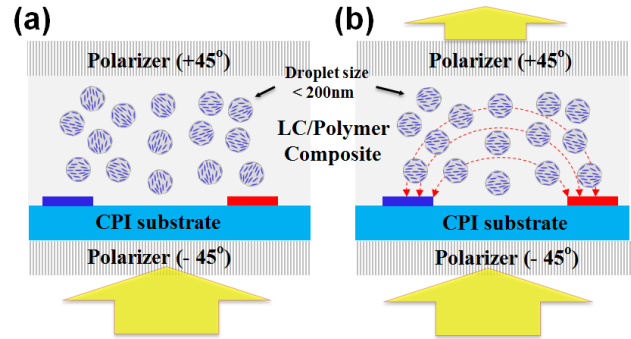 (a)
Polarizer (+45°)
CPI substrate
Polarizer (- 45°)
Droplet size
< 200nm
LC/Polymer
Composite
(b)
Polarizer (+45°)
CPI substrate
Polarizer (- 45°)